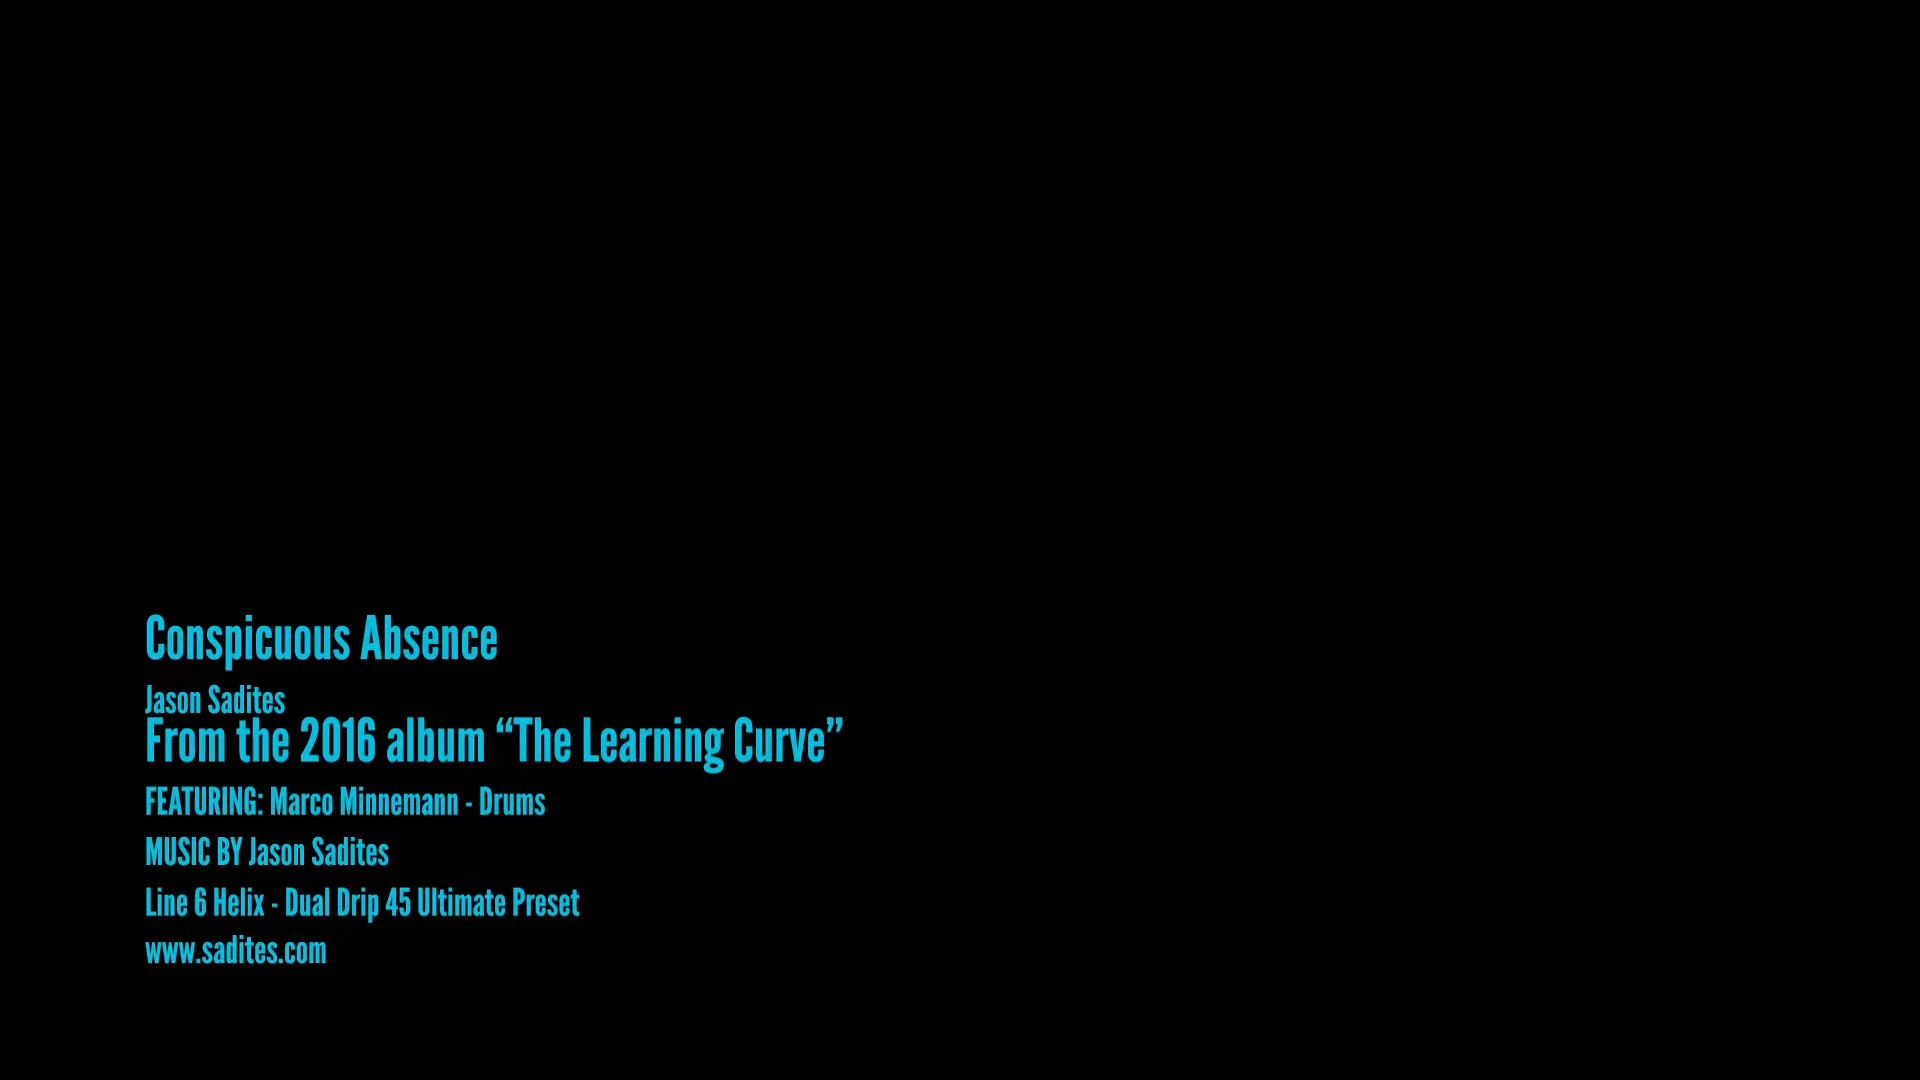 Conspicuous Absence
Jason Sadites
From the 2016 album “The Learning Curve”
FEATURING: Marco Minnemann - Drums
MUSIC BY Jason Sadites
Line 6 Helix - Dual Drip 45 Ultimate Preset
www.sadites.com